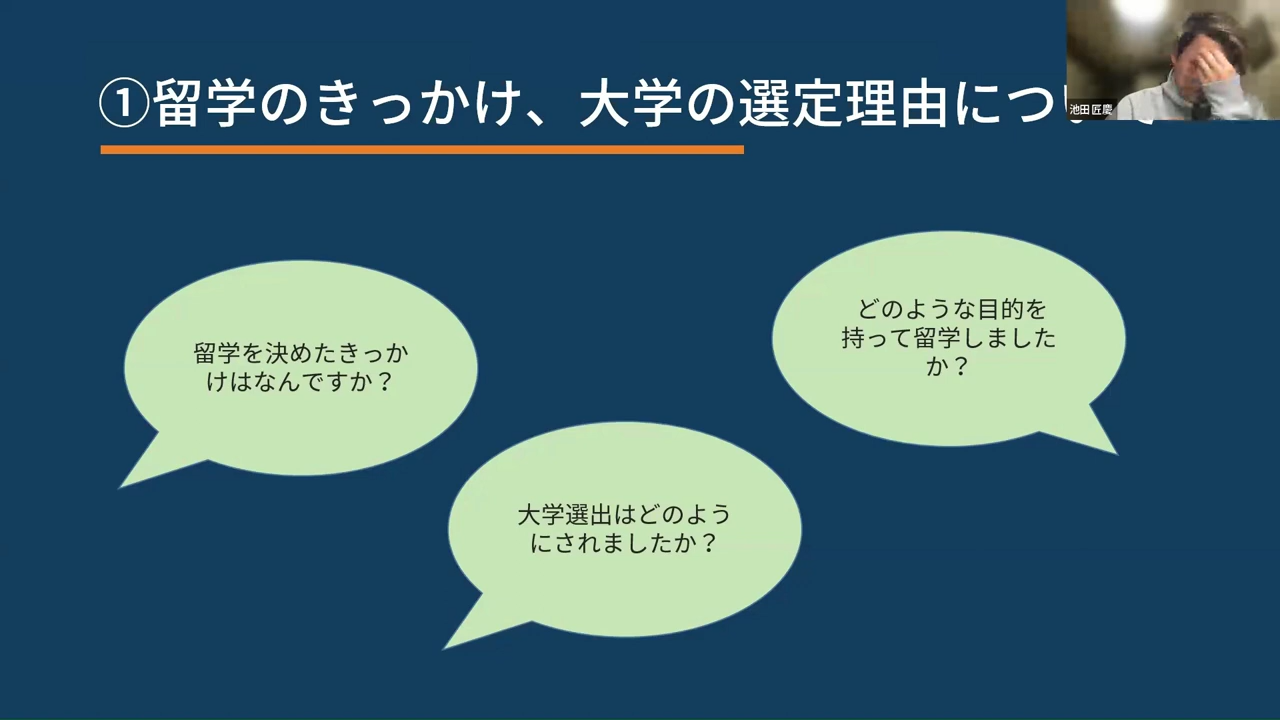 ①留学のきっかけ、大学の選定理由につ
池田 匠慶
どのような目的を
持って留学しました
か？
留学を決めたきっか
けはなんですか？
大学選出はどのよう
にされましたか？